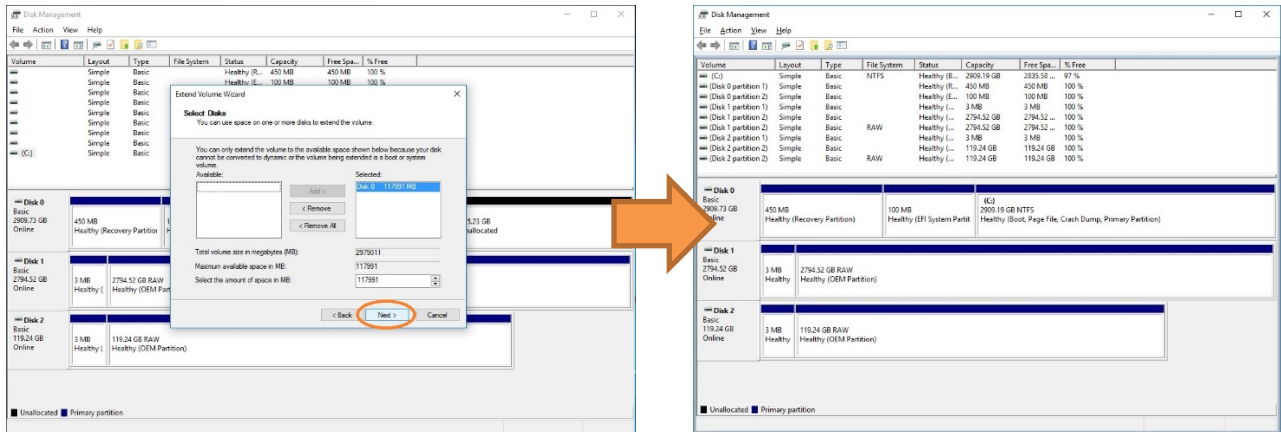 Disk Management
File Action View Help
Volume Layout Type File System Status Capacity Free Spa... % Free
Simple Basic Healthy (R... 450 MB 450 MB 100 %
Simple Basic Healthy (E... 100 MB 100 MB 100 %
Simple Basic
Simple Basic
Simple Basic
Simple Basic
Simple Basic
Simple Basic
(C:) Simple Basic
Extend Volume Wizard
Select Disks
You can use space on one or more disks to extend the volume.
You can only extend the volume to the available space shown below because your disk
cannot be converted to dynamic or the volume being extended is a boot or system
volume.
Available: Selected:
Disk 0 117991 MB
Add >
< Remove
< Remove All
Total volume size in megabytes (MB): 2979011
Maximum available space in MB: 117991
Select the amount of space in MB: 117991
< Back Next > Cancel
Disk 0
Basic
2909.73 GB
Online
450 MB
Healthy (Recovery Partition
5.23 GB
allocated
Disk 1
Basic
2794.52 GB
Online
3 MB
Healthy (
2794.52 GB RAW
Healthy (OEM Part
Disk 2
Basic
119.24 GB
Online
3 MB
Healthy (
119.24 GB RAW
Healthy (OEM Partition)
Unallocated Primary partition
Disk Management
File Action View Help
Volume Layout Type File System Status Capacity Free Spa... % Free
(C:) Simple Basic NTFS Healthy (B... 2909.19 GB 2835.58 ... 97 %
(Disk 0 partition 1) Simple Basic Healthy (R... 450 MB 450 MB 100 %
(Disk 0 partition 2) Simple Basic Healthy (E... 100 MB 100 MB 100 %
(Disk 1 partition 1) Simple Basic Healthy (... 3 MB 3 MB 100 %
(Disk 1 partition 2) Simple Basic Healthy (... 2794.52 GB 2794.52 ... 100 %
(Disk 1 partition 2) Simple Basic RAW Healthy (... 2794.52 GB 2794.52 ... 100 %
(Disk 2 partition 1) Simple Basic Healthy (... 3 MB 3 MB 100 %
(Disk 2 partition 2) Simple Basic Healthy (... 119.24 GB 119.24 GB 100 %
(Disk 2 partition 2) Simple Basic RAW Healthy (... 119.24 GB 119.24 GB 100 %
Disk 0
Basic
2909.73 GB
line
450 MB
Healthy (Recovery Partition)
100 MB
Healthy (EFI System Partit
(C:)
2909.19 GB NTFS
Healthy (Boot, Page File, Crash Dump, Primary Partition)
Disk 1
Basic
2794.52 GB
Online
3 MB
Healthy
2794.52 GB RAW
Healthy (OEM Partition)
Disk 2
Basic
119.24 GB
Online
3 MB
Healthy
119.24 GB RAW
Healthy (OEM Partition)
Unallocated Primary partition